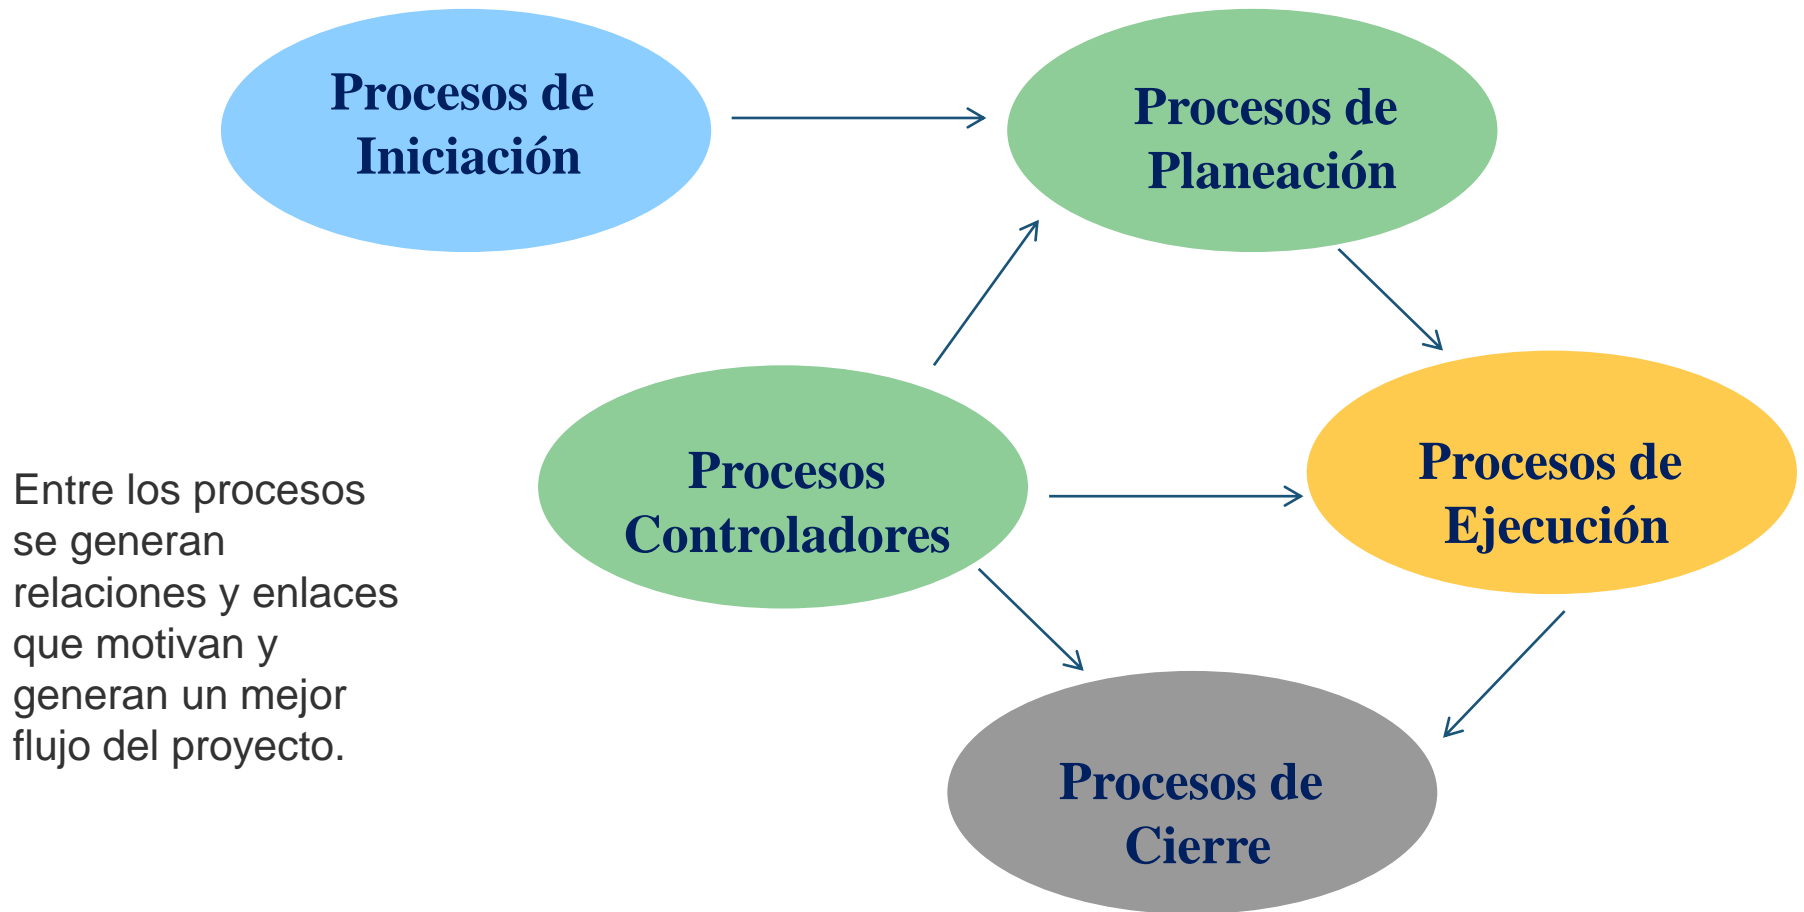 Procesos de
Iniciación
Procesos de
Planeación
Procesos
Controladores
Procesos de
Ejecución
Entre los procesos
se generan
relaciones y enlaces
que motivan y
generan un mejor
flujo del proyecto.
Procesos de
Cierre